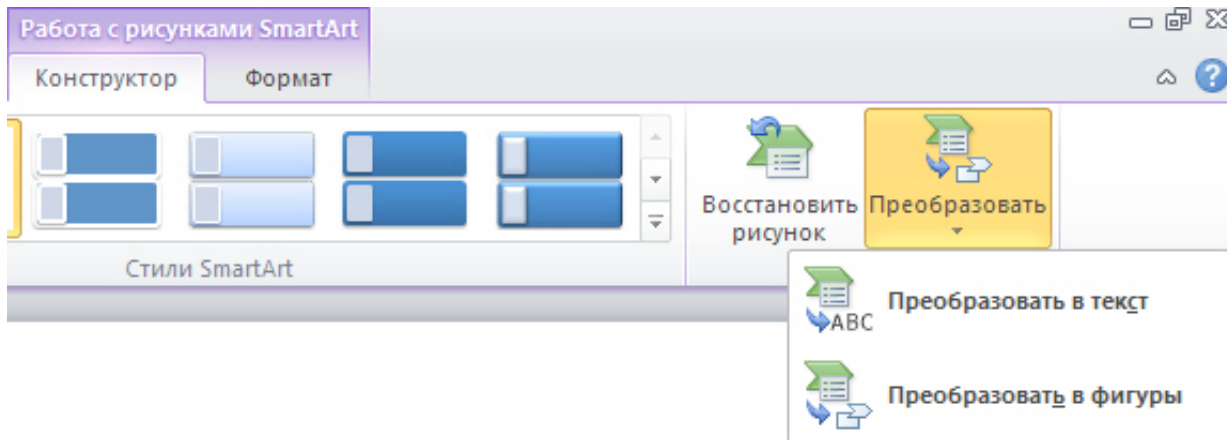 Работа с рисунками SmartArt
Конструктор Формат
Восстановить Преобразовать
рисунок
Стили SmartArt
Преобразовать в текст
ABC
Преобразовать в фигуры